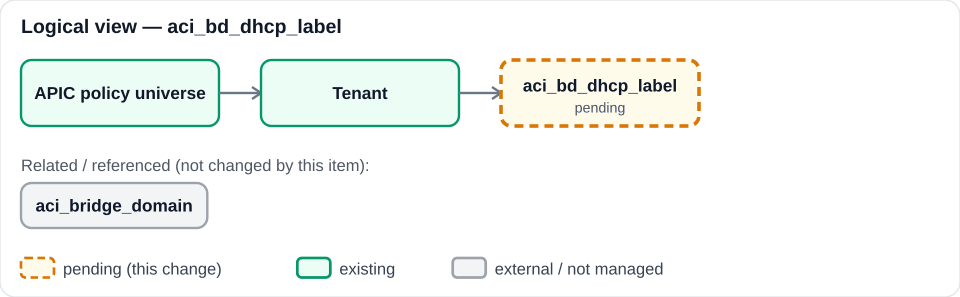 Logical view — aci_bd_dhcp_label
APIC policy universe
Tenant
aci_bd_dhcp_label
pending
Related / referenced (not changed by this item):
aci_bridge_domain
pending (this change)
existing
external / not managed